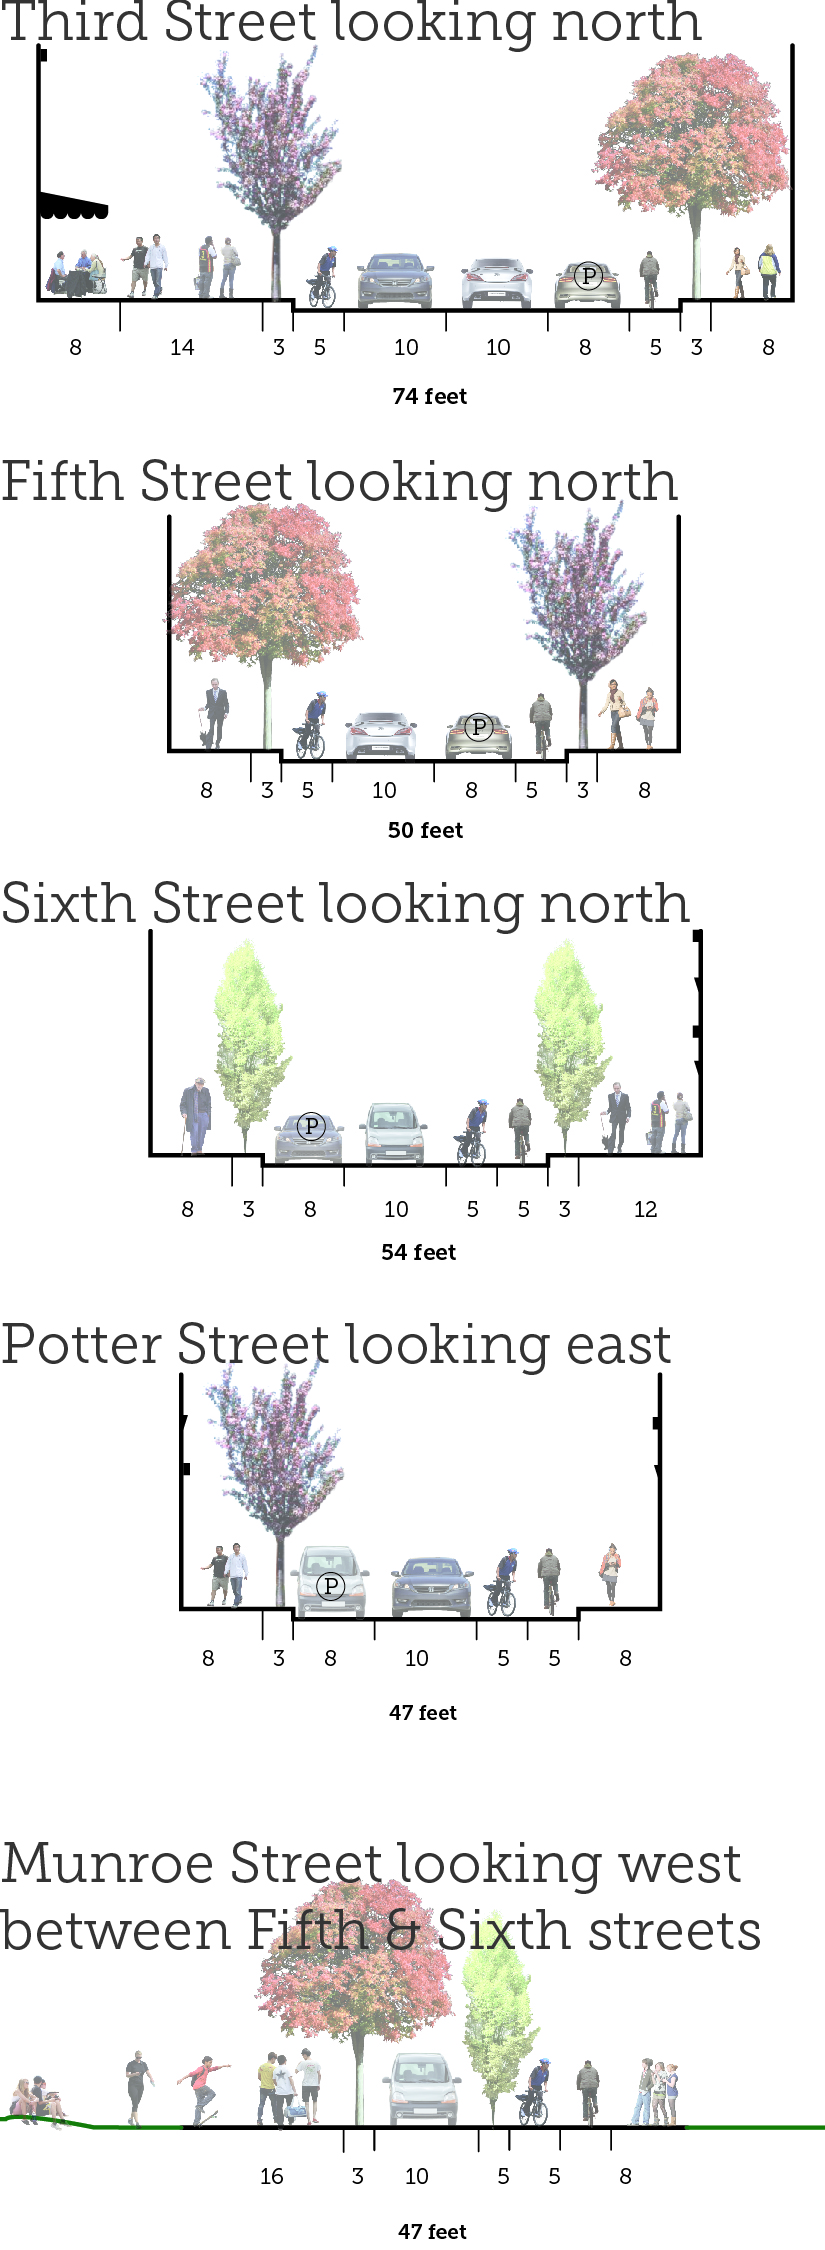 Third Street looking north
P
8 14 3 5 10 10 8 5 3 8
74 feet
Fifth Street looking north
P
8 3 5 10 8 5 3 8
50 feet
Sixth Street looking north
P
8 3 8 10 5 5 3 12
54 feet
Potter Street looking east
P
8 3 8 10 5 5 8
47 feet
Munroe Street looking west
between Fifth & Sixth streets
16 3 10 5 5 8
47 feet